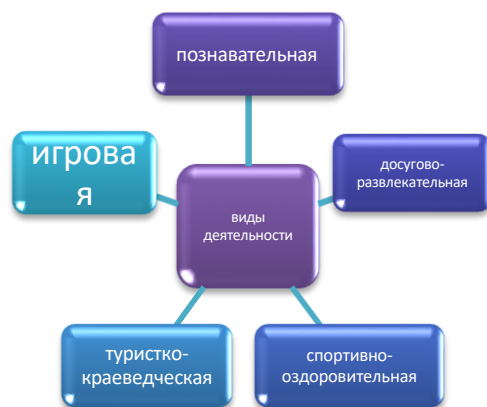 познавательная
игрова
я
досугово-
развлекательная
виды
деятельности
туристко-
краеведческая
спортивно-
оздоровительная